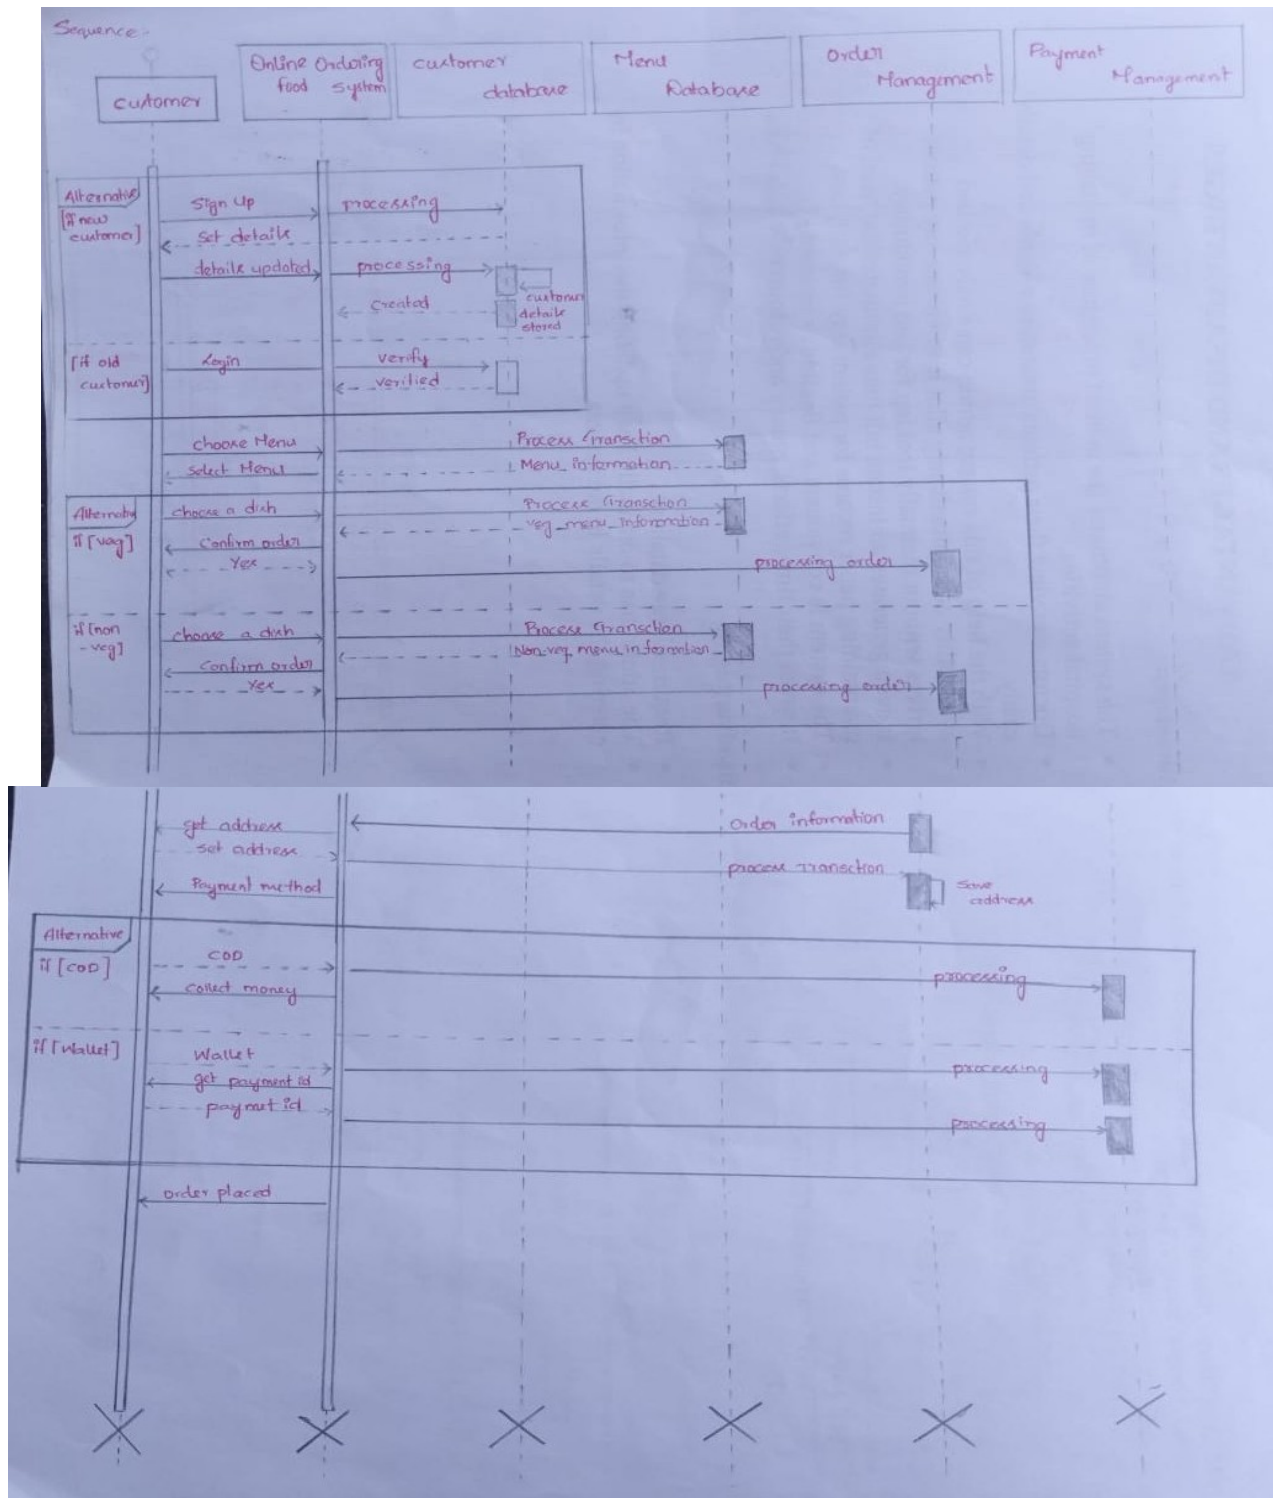 Sequence:-
customer
Online Ordering
food system
customer
database
Menu
Database
Order
Management
Payment
Management
Alternative
[if new
customer]
Sign Up
processing
Set details
details updated
processing
created
customer
details
stored
[if old
customer]
Login
verify
verified
choose Menu
Process Transction
Select Menu
Menu information
Alternative
if [veg]
choose a dish
Process Transction
veg menu information
Confirm order
Yes
processing order
if [non
-veg]
choose a dish
Process Transction
Non-veg menu information
Confirm order
Yes
processing order
get address
order information
set address
process Transction
Payment method
Save
address
Alternative
if [COD]
COD
processing
collect money
if [Wallet]
Wallet
processing
get payment id
paymet id
processing
order placed